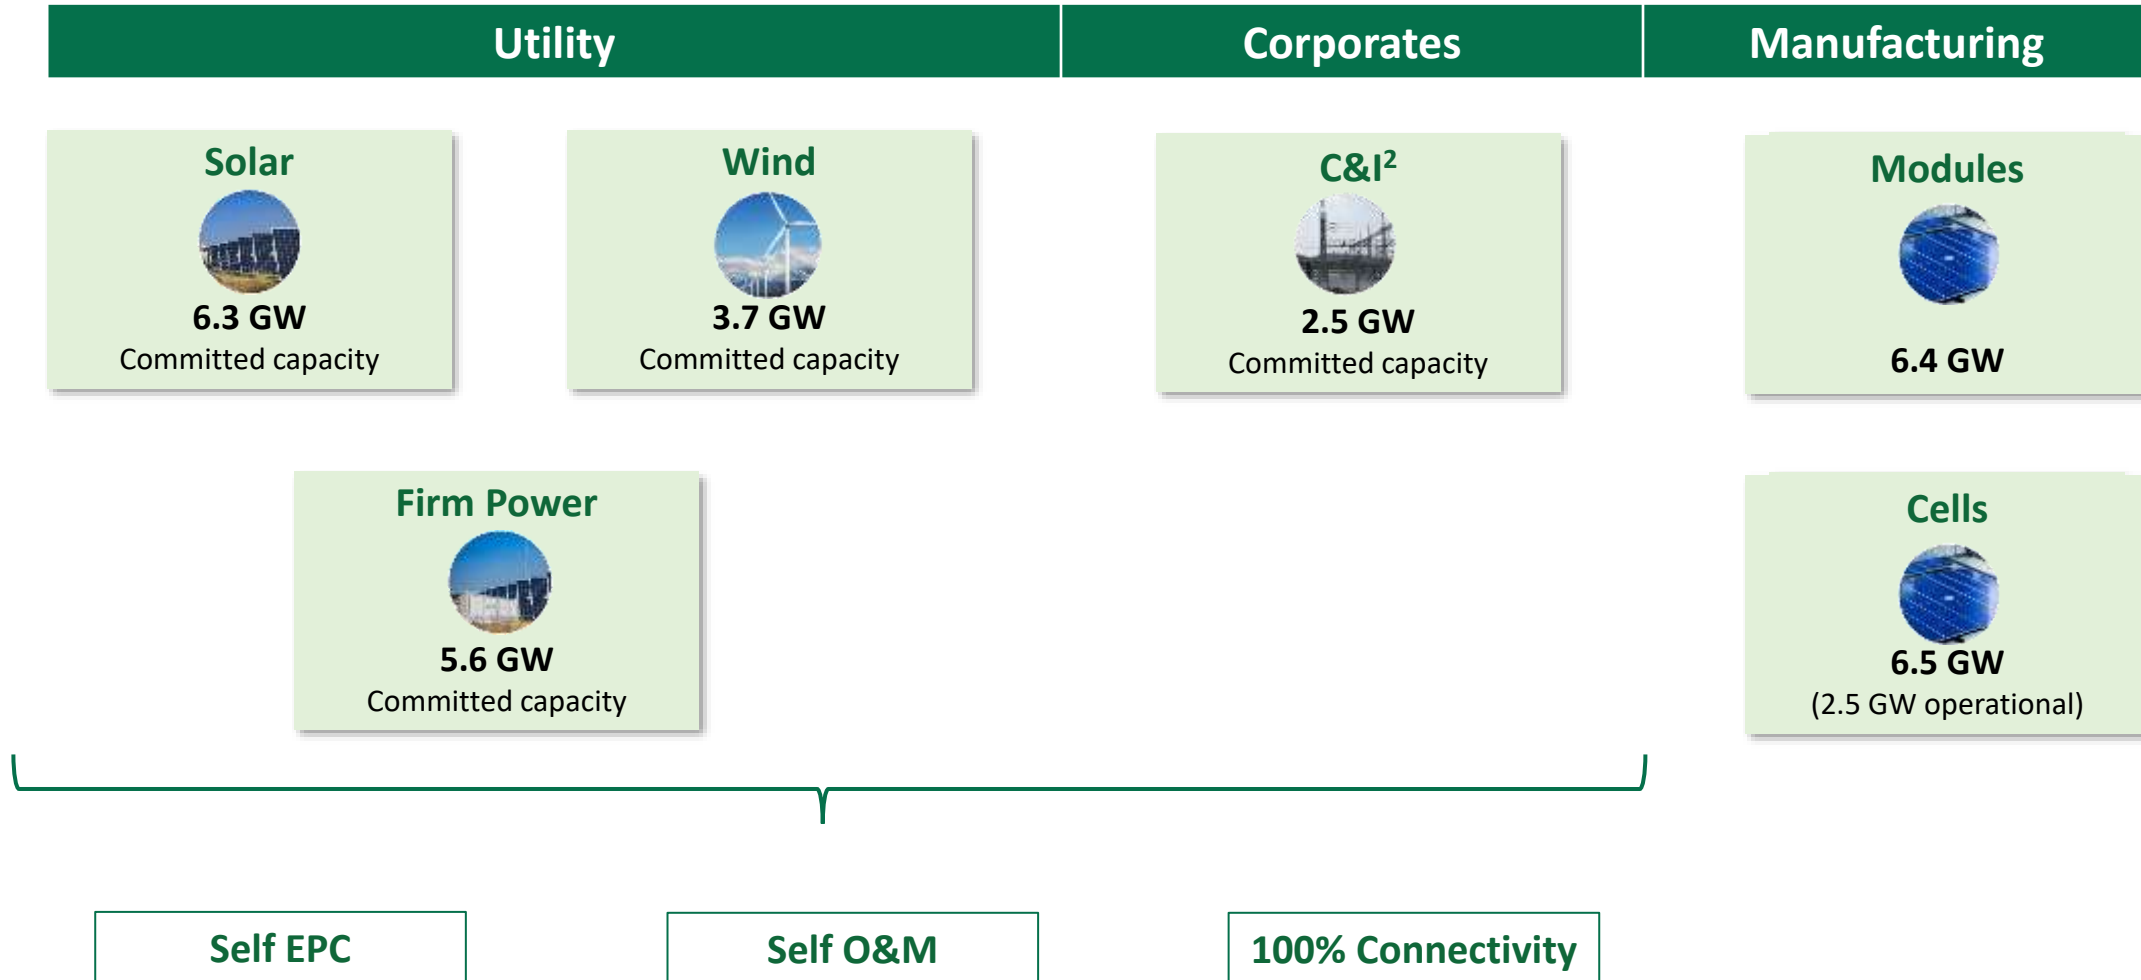 Utility
Corporates
Manufacturing
Solar
6.3 GW
Committed capacity
Wind
3.7 GW
Committed capacity
C&I²
2.5 GW
Committed capacity
Modules
6.4 GW
Firm Power
5.6 GW
Committed capacity
Cells
6.5 GW
(2.5 GW operational)
Self EPC
Self O&M
100% Connectivity